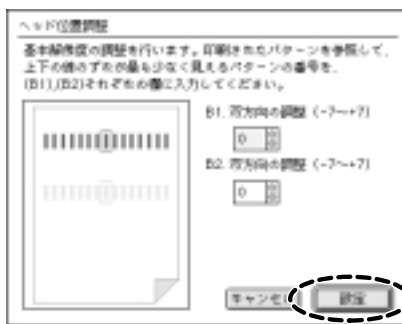 ヘッド位置調整
基本解像度の調整を行います。印刷されたパターンを参照して、
上下の線のずれが最も少なく見えるパターンの番号を、
(B1),(B2)それぞれの欄に入力してください。
B1. 双方向の調整 (-7〜+7)
0
B2. 双方向の調整 (-7〜+7)
0
キャンセル
設定